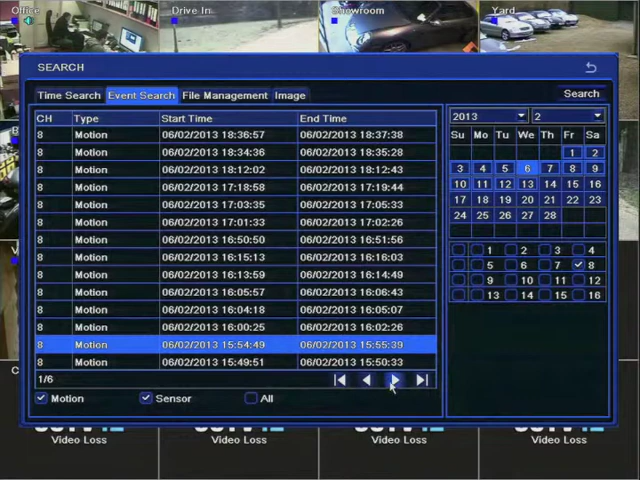 Office
Drive In
Showroom
Yard
SEARCH
Time Search Event Search File Management Image
Search
CH Type Start Time End Time
8 Motion 06/02/2013 18:36:57 06/02/2013 18:37:38
8 Motion 06/02/2013 18:34:36 06/02/2013 18:35:28
8 Motion 06/02/2013 18:12:02 06/02/2013 18:12:43
8 Motion 06/02/2013 17:18:58 06/02/2013 17:19:44
8 Motion 06/02/2013 17:03:35 06/02/2013 17:05:33
8 Motion 06/02/2013 17:01:33 06/02/2013 17:02:26
8 Motion 06/02/2013 16:50:50 06/02/2013 16:51:56
8 Motion 06/02/2013 16:15:13 06/02/2013 16:16:03
8 Motion 06/02/2013 16:13:59 06/02/2013 16:14:49
8 Motion 06/02/2013 16:05:57 06/02/2013 16:06:43
8 Motion 06/02/2013 16:04:18 06/02/2013 16:05:07
8 Motion 06/02/2013 16:00:25 06/02/2013 16:02:26
8 Motion 06/02/2013 15:54:49 06/02/2013 15:55:39
8 Motion 06/02/2013 15:49:51 06/02/2013 15:50:33
1/6
Motion Sensor All
2013 2
Su Mo Tu We Th Fr Sa
1 2
3 4 5 6 7 8 9
10 11 12 13 14 15 16
17 18 19 20 21 22 23
24 25 26 27 28
1 2 3 4
5 6 7 8
9 10 11 12
13 14 15 16
Video Loss
Video Loss
Video Loss
Video Loss